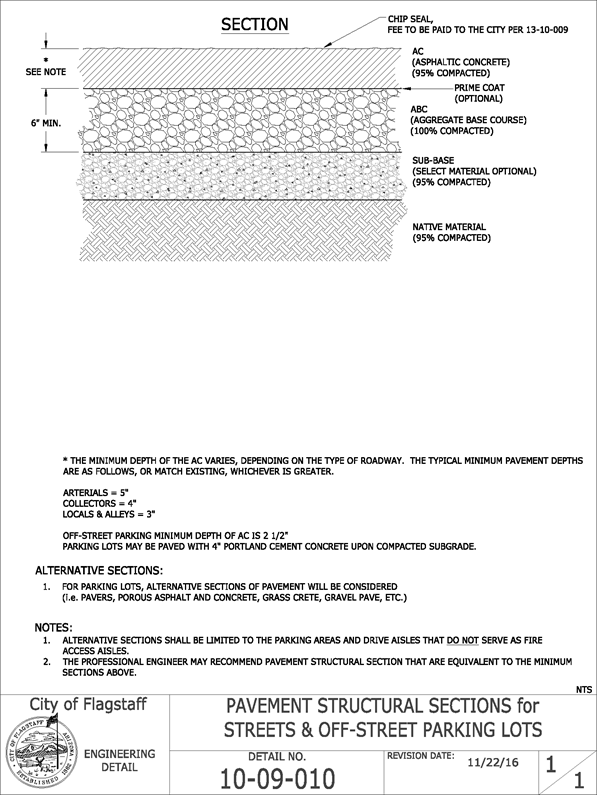 SECTION
CHIP SEAL,
FEE TO BE PAID TO THE CITY PER 13-10-009
*
SEE NOTE
AC
(ASPHALTIC CONCRETE)
(95% COMPACTED)
PRIME COAT
(OPTIONAL)
6" MIN.
ABC
(AGGREGATE BASE COURSE)
(100% COMPACTED)
SUB-BASE
(SELECT MATERIAL OPTIONAL)
(95% COMPACTED)
NATIVE MATERIAL
(95% COMPACTED)
* THE MINIMUM DEPTH OF THE AC VARIES, DEPENDING ON THE TYPE OF ROADWAY. THE TYPICAL MINIMUM PAVEMENT DEPTHS
ARE AS FOLLOWS, OR MATCH EXISTING, WHICHEVER IS GREATER.
ARTERIALS = 5"
COLLECTORS = 4"
LOCALS & ALLEYS = 3"
OFF-STREET PARKING MINIMUM DEPTH OF AC IS 2 1/2"
PARKING LOTS MAY BE PAVED WITH 4" PORTLAND CEMENT CONCRETE UPON COMPACTED SUBGRADE.
ALTERNATIVE SECTIONS:
1. FOR PARKING LOTS, ALTERNATIVE SECTIONS OF PAVEMENT WILL BE CONSIDERED
(i.e. PAVERS, POROUS ASPHALT AND CONCRETE, GRASS CRETE, GRAVEL PAVE, ETC.)
NOTES:
1. ALTERNATIVE SECTIONS SHALL BE LIMITED TO THE PARKING AREAS AND DRIVE AISLES THAT DO NOT SERVE AS FIRE
ACCESS AISLES.
2. THE PROFESSIONAL ENGINEER MAY RECOMMEND PAVEMENT STRUCTURAL SECTION THAT ARE EQUIVALENT TO THE MINIMUM
SECTIONS ABOVE.
NTS
City of Flagstaff
CITY OF FLAGSTAFF ARIZONA
ESTABLISHED 1882
ENGINEERING
DETAIL
PAVEMENT STRUCTURAL SECTIONS for
STREETS & OFF-STREET PARKING LOTS
DETAIL NO.
10-09-010
REVISION DATE:
11/22/16
1
1